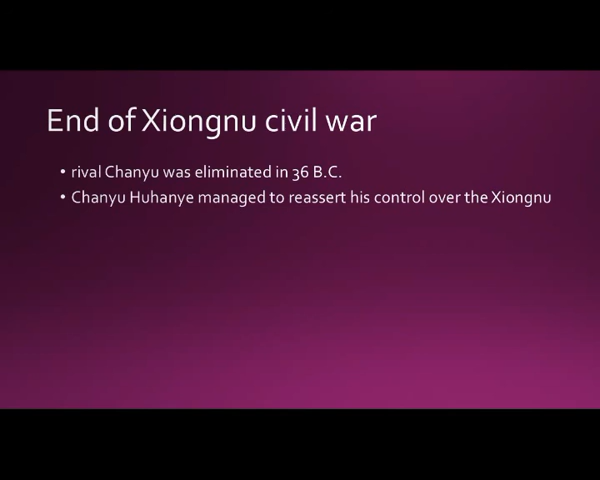 End of Xiongnu civil war
• rival Chanyu was eliminated in 36 B.C.
• Chanyu Huhanye managed to reassert his control over the Xiongnu